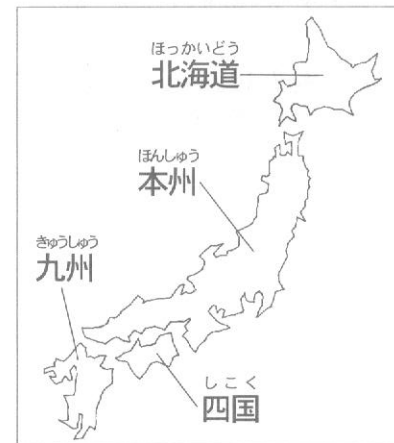 ほっかいどう
北海道
ほんしゅう
本州
きゅうしゅう
九州
しこく
四国